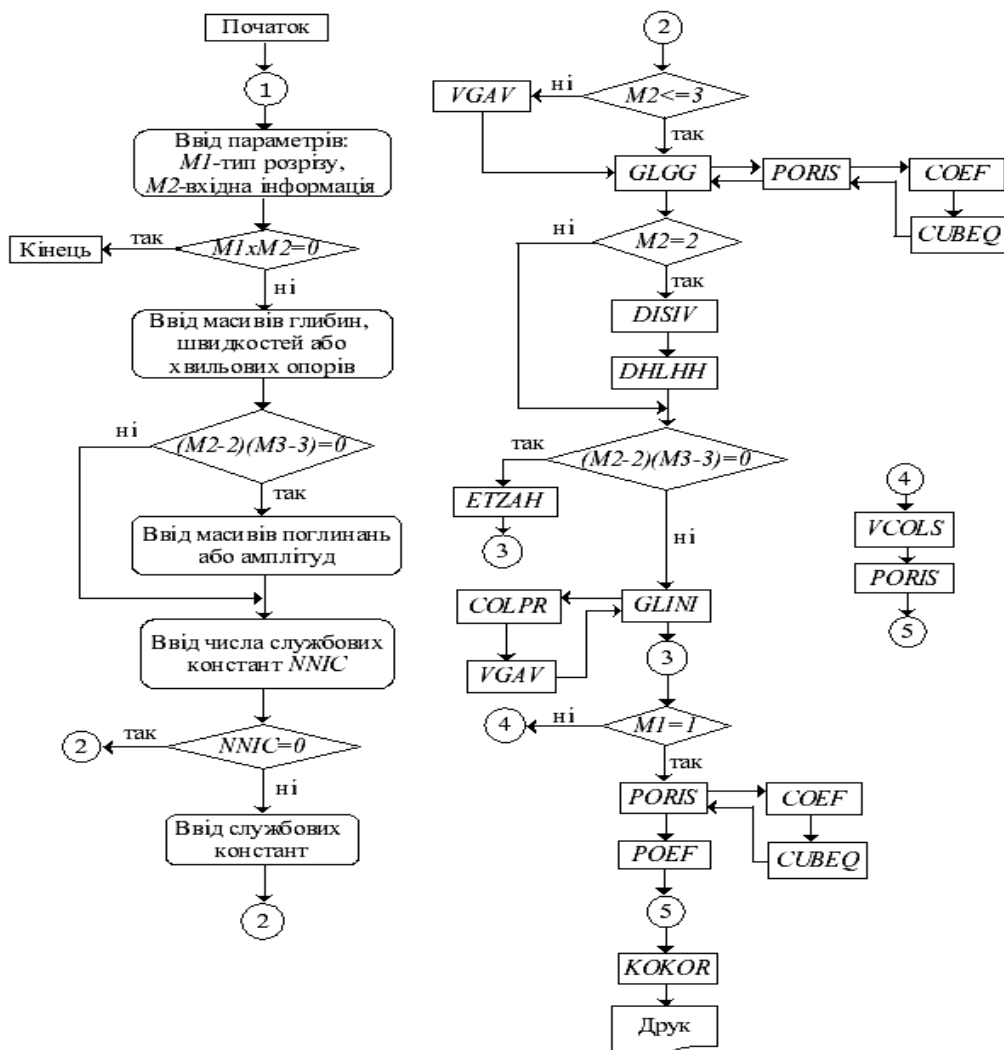 Початок
1
Ввід параметрів:
M1-тип розрізу,
M2-вхідна інформація
так
M1xM2=0
Кінець
ні
Ввід масивів глибин,
швидкостей або
хвильових опорів
ні
(M2-2)(M3-3)=0
так
Ввід масивів поглинань
або амплітуд
Ввід числа службових
констант NNIC
так
2
NNIC=0
ні
Ввід службових
констант
2
2
ні
VGAV
M2<=3
так
GLGG
PORIS
COEF
CUBEQ
ні
M2=2
так
DISIV
DHLHH
так
(M2-2)(M3-3)=0
ETZAH
3
ні
COLPR
GLINI
VGAV
3
4
ні
M1=1
так
PORIS
COEF
POEF
CUBEQ
5
KOKOR
Друк
4
VCOLS
PORIS
5